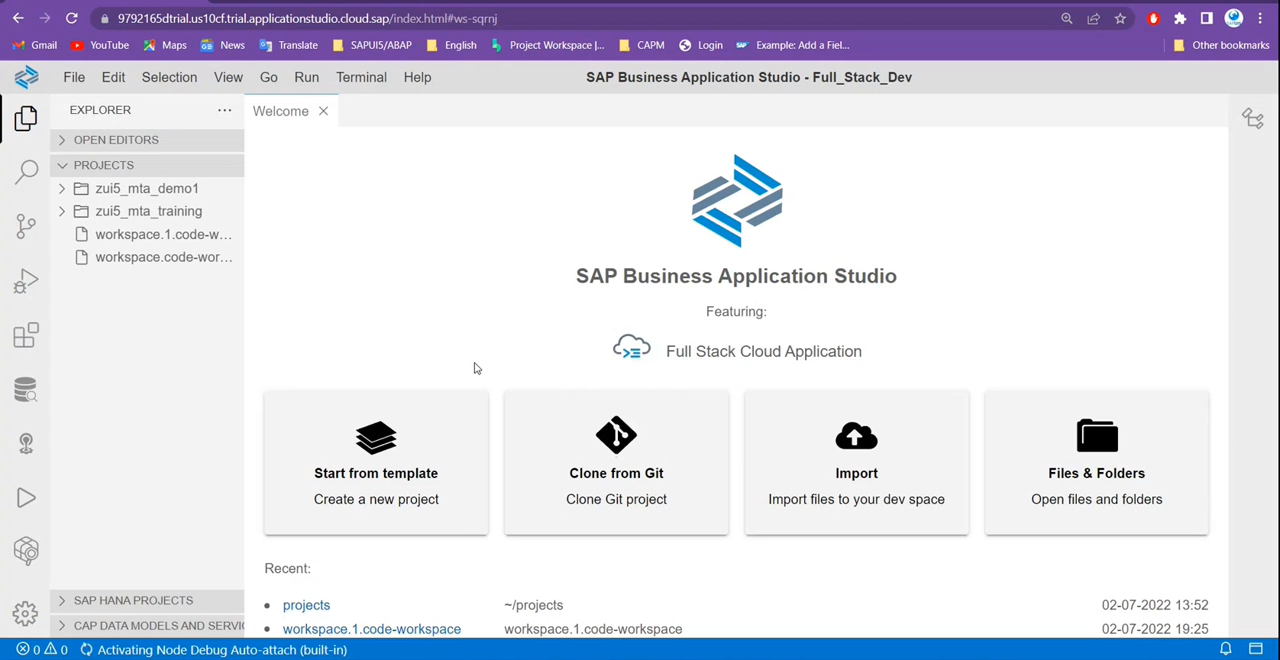 9792165dtrial.us10cf.trial.applicationstudio.cloud.sap/index.html#ws-sqrnj
Gmail YouTube Maps News Translate SAPUI5/ABAP English Project Workspace |... CAPM Login Example: Add a Fiel... Other bookmarks
File Edit Selection View Go Run Terminal Help SAP Business Application Studio - Full_Stack_Dev
EXPLORER ...
OPEN EDITORS
PROJECTS
zui5_mta_demo1
zui5_mta_training
workspace.1.code-w...
workspace.code-wor...
SAP HANA PROJECTS
CAP DATA MODELS AND SERVI
Welcome
SAP Business Application Studio
Featuring:
Full Stack Cloud Application
Start from template
Create a new project
Clone from Git
Clone Git project
Import
Import files to your dev space
Files & Folders
Open files and folders
Recent:
projects ~/projects 02-07-2022 13:52
workspace.1.code-workspace workspace.1.code-workspace 02-07-2022 19:25
0 0 Activating Node Debug Auto-attach (built-in)